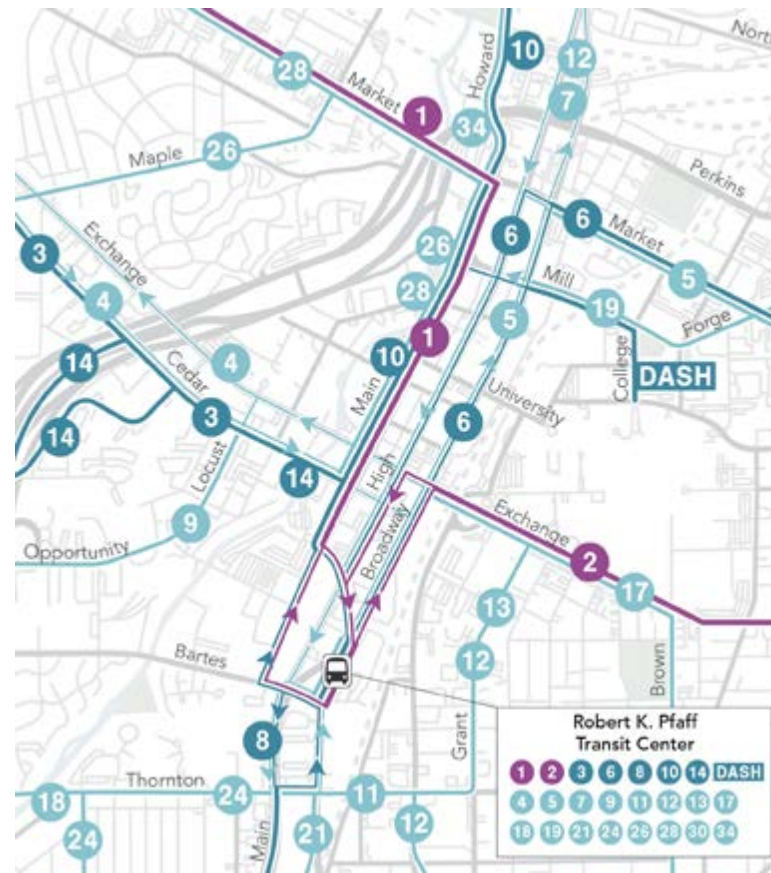 10
12
North
28
Market
1
Howard
7
34
Maple
26
Perkins
6
6
Market
3
Exchange
26
5
4
28
Mill
19
Forge
5
14
4
1
College
DASH
10
Cedar
Main
University
3
6
14
14
High
Locust
9
Broadway
Exchange
2
Opportunity
17
13
Bartes
12
Brown
8
Grant
Robert K. Pfaff
Transit Center
1 2 3 6 8 10 14 DASH
4 5 7 9 11 12 13 17
18 19 21 24 26 28 30 34
Thornton
18
24
11
24
Main
21
12